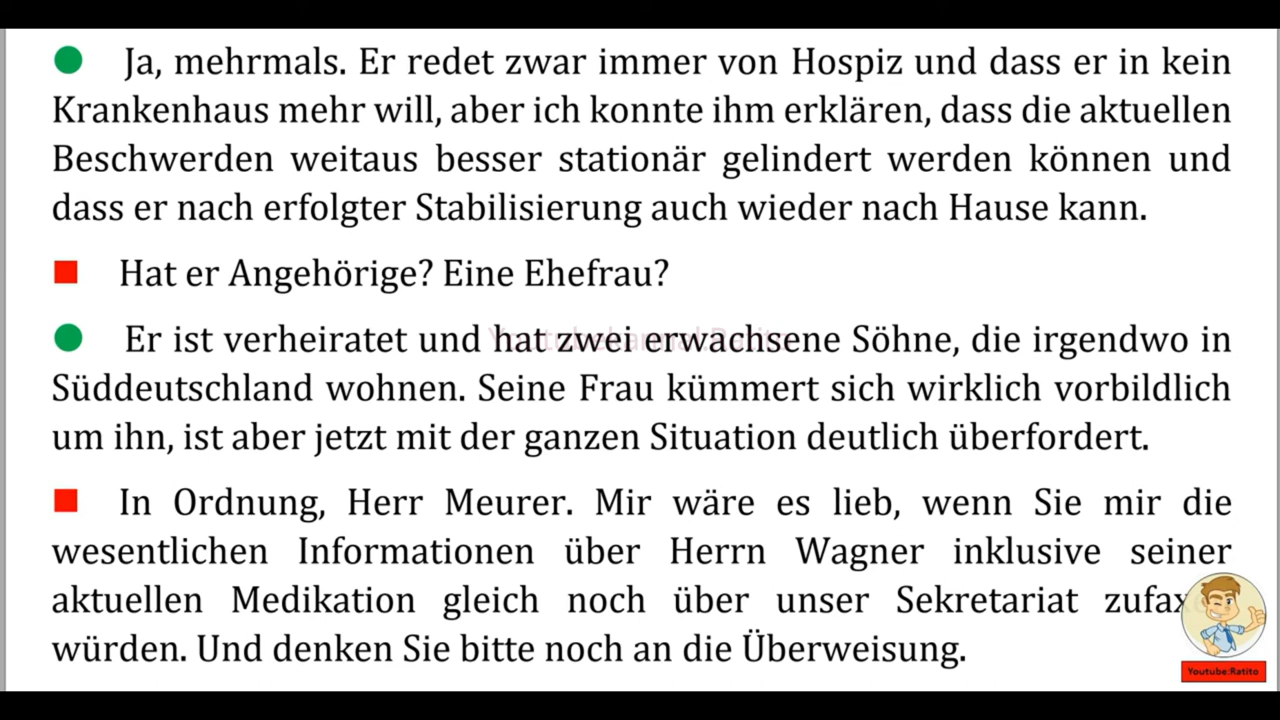 Ja, mehrmals. Er redet zwar immer von Hospiz und dass er in kein
Krankenhaus mehr will, aber ich konnte ihm erklären, dass die aktuellen
Beschwerden weitaus besser stationär gelindert werden können und
dass er nach erfolgter Stabilisierung auch wieder nach Hause kann.
Hat er Angehörige? Eine Ehefrau?
Er ist verheiratet und hat zwei erwachsene Söhne, die irgendwo in
Süddeutschland wohnen. Seine Frau kümmert sich wirklich vorbildlich
um ihn, ist aber jetzt mit der ganzen Situation deutlich überfordert.
In Ordnung, Herr Meurer. Mir wäre es lieb, wenn Sie mir die
wesentlichen Informationen über Herrn Wagner inklusive seiner
aktuellen Medikation gleich noch über unser Sekretariat
würden. Und denken Sie bitte noch an die Überweisung.
Youtube:Ratito